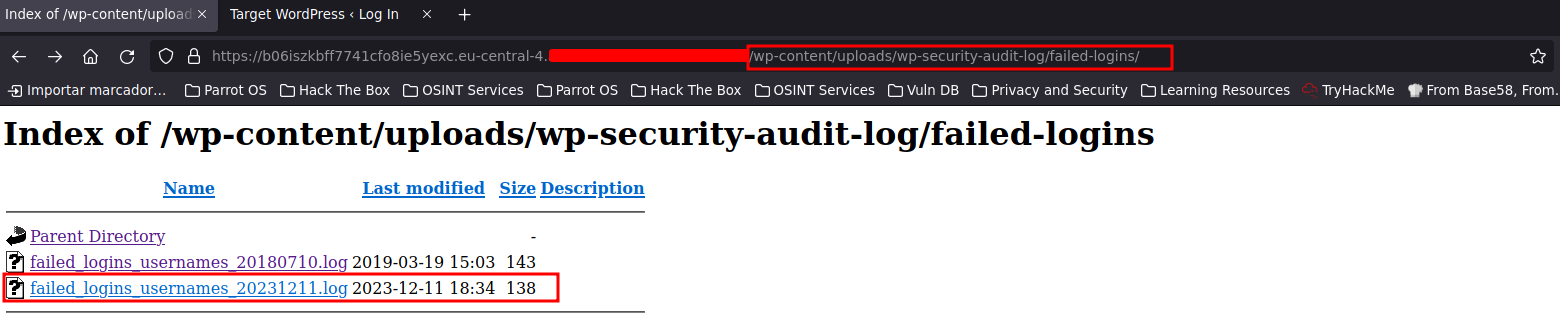 Index of /wp-content/upload Target WordPress ‹ Log In
https://b06iszkbff7741cfo8ie5yexc.eu-central-4. /wp-content/uploads/wp-security-audit-log/failed-logins/
Importar marcador... Parrot OS Hack The Box OSINT Services Parrot OS Hack The Box OSINT Services Vuln DB Privacy and Security Learning Resources TryHackMe From Base58, From...
Index of /wp-content/uploads/wp-security-audit-log/failed-logins
Name Last modified Size Description
Parent Directory -
failed_logins_usernames_20180710.log 2019-03-19 15:03 143
failed_logins_usernames_20231211.log 2023-12-11 18:34 138